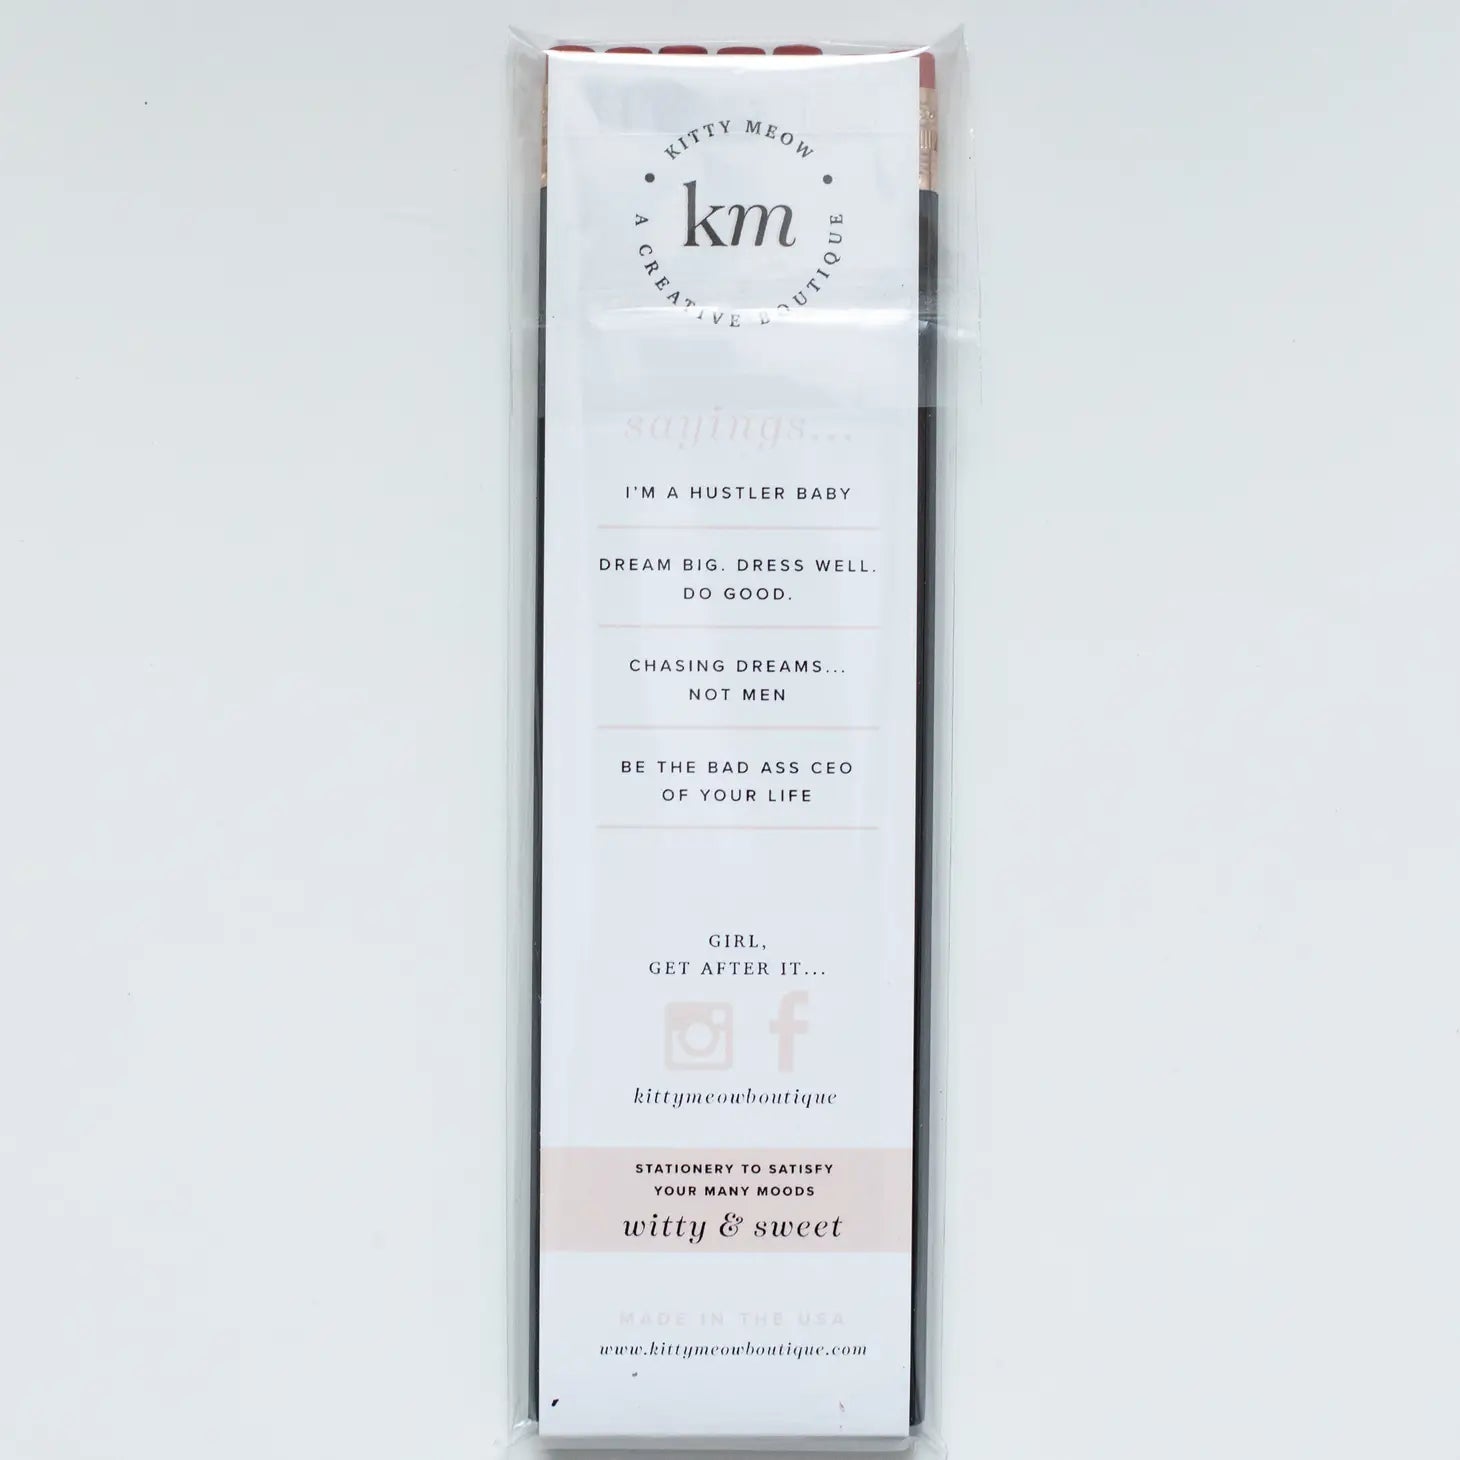 KITTY MEOW
km
A CREATIVE BOUTIQUE
sayings...
I'M A HUSTLER BABY
DREAM BIG. DRESS WELL.
DO GOOD.
CHASING DREAMS...
NOT MEN
BE THE BAD ASS CEO
OF YOUR LIFE
GIRL,
GET AFTER IT...
kittymeowboutique
STATIONERY TO SATISFY
YOUR MANY MOODS
witty & sweet
MADE IN THE USA
www.kittymeowboutique.com